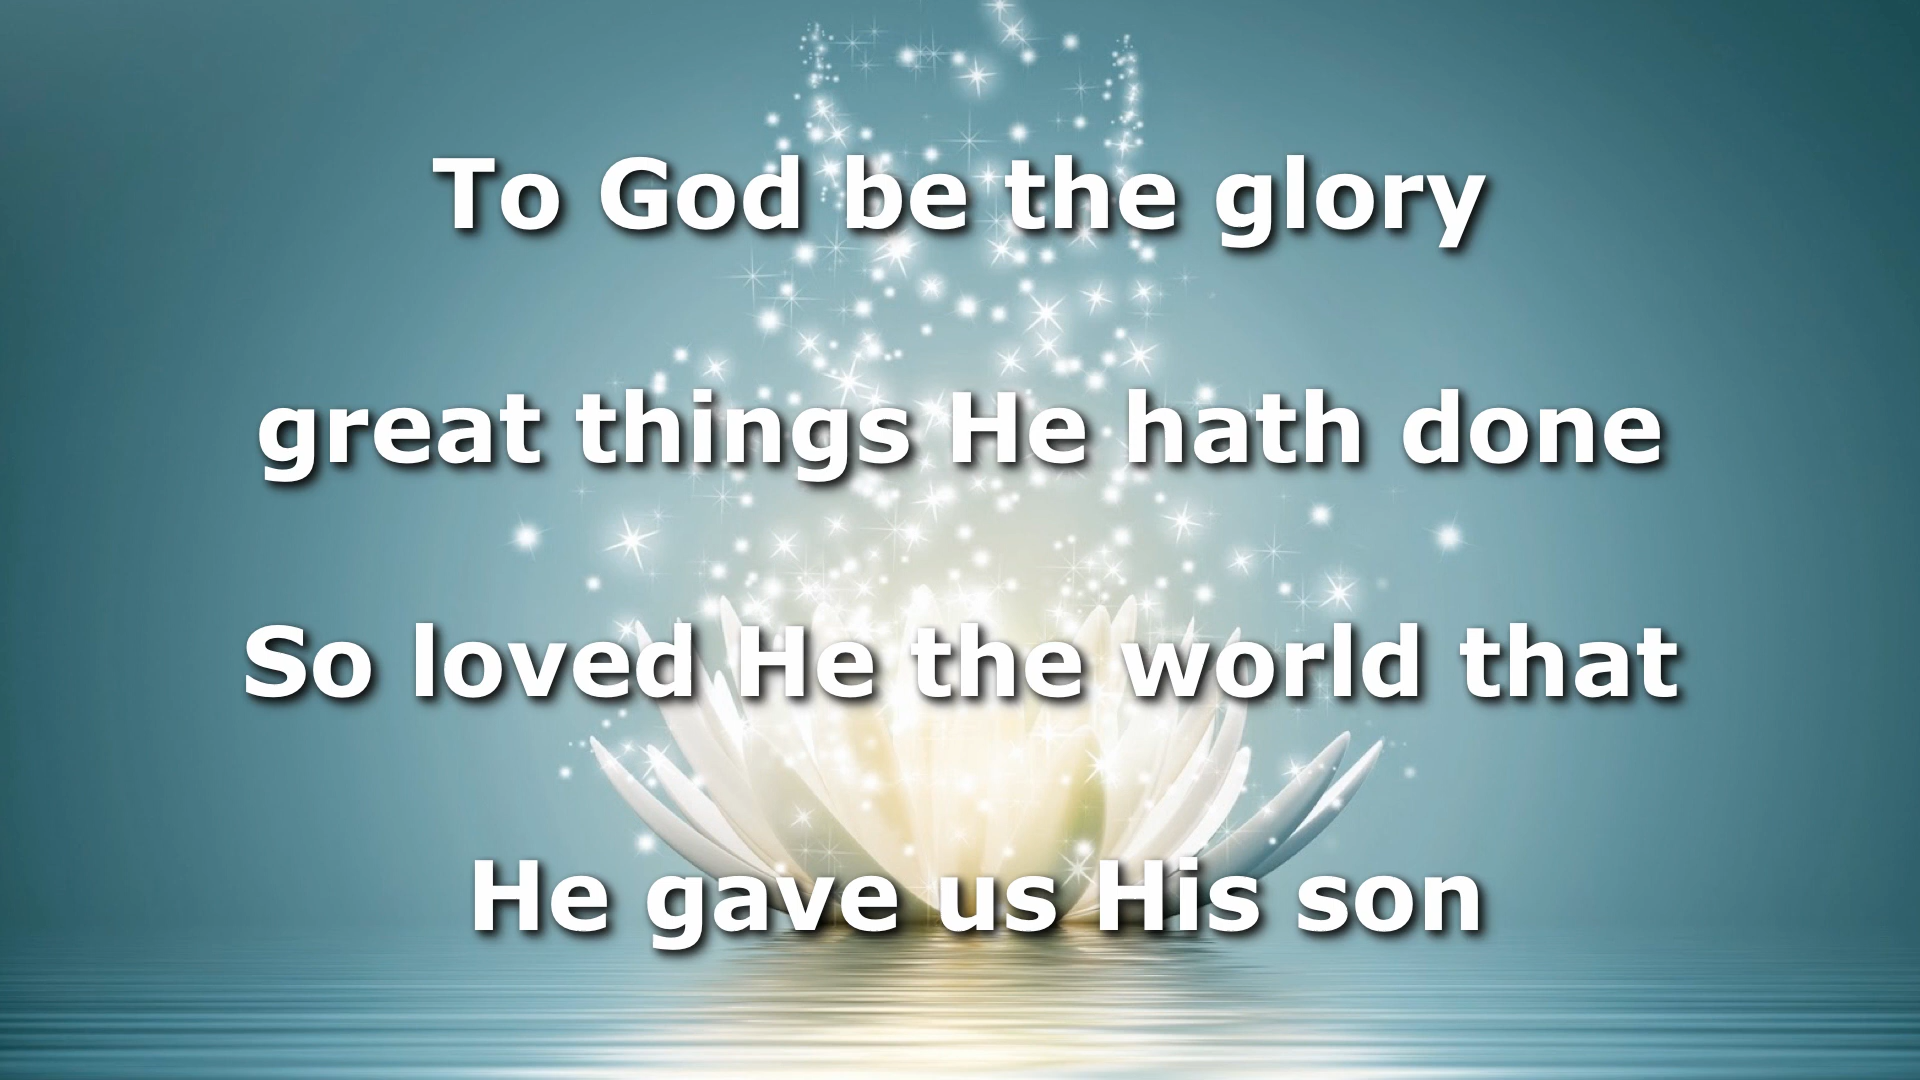 To God be the glory
great things He hath done
So loved He the world that
He gave us His son